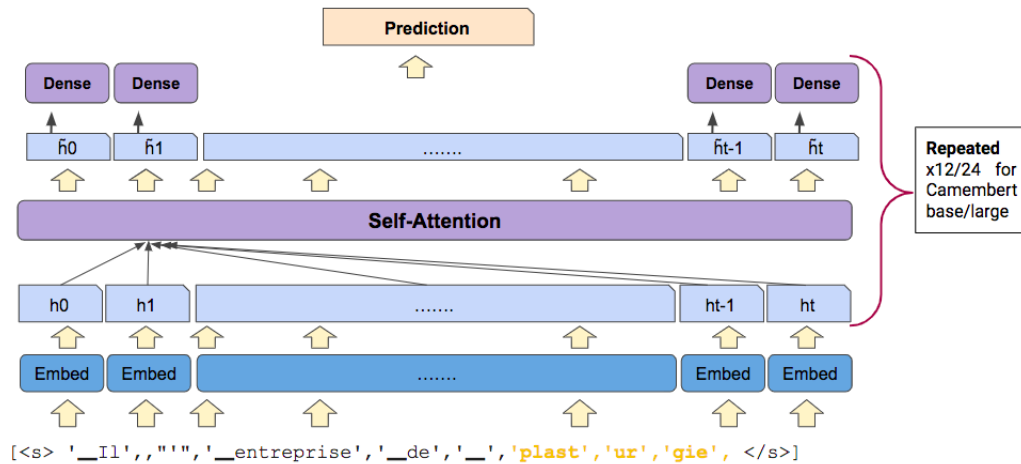 Prediction
Dense Dense Dense Dense
h̃0 h̃1 ....... h̃t-1 h̃t
Self-Attention
Repeated
x12/24 for
Camembert
base/large
h0 h1 ....... ht-1 ht
Embed Embed ....... Embed Embed
[<s> '__Il',,"'",'__entreprise','__de','__','plast','ur','gie', </s>]